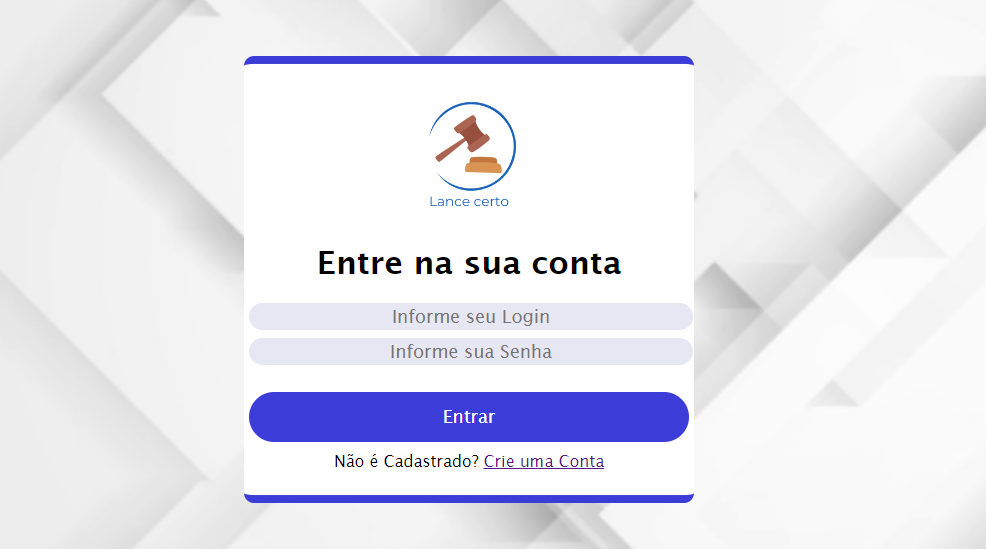 Lance certo
Entre na sua conta
Informe seu Login
Informe sua Senha
Entrar
Não é Cadastrado? Crie uma Conta